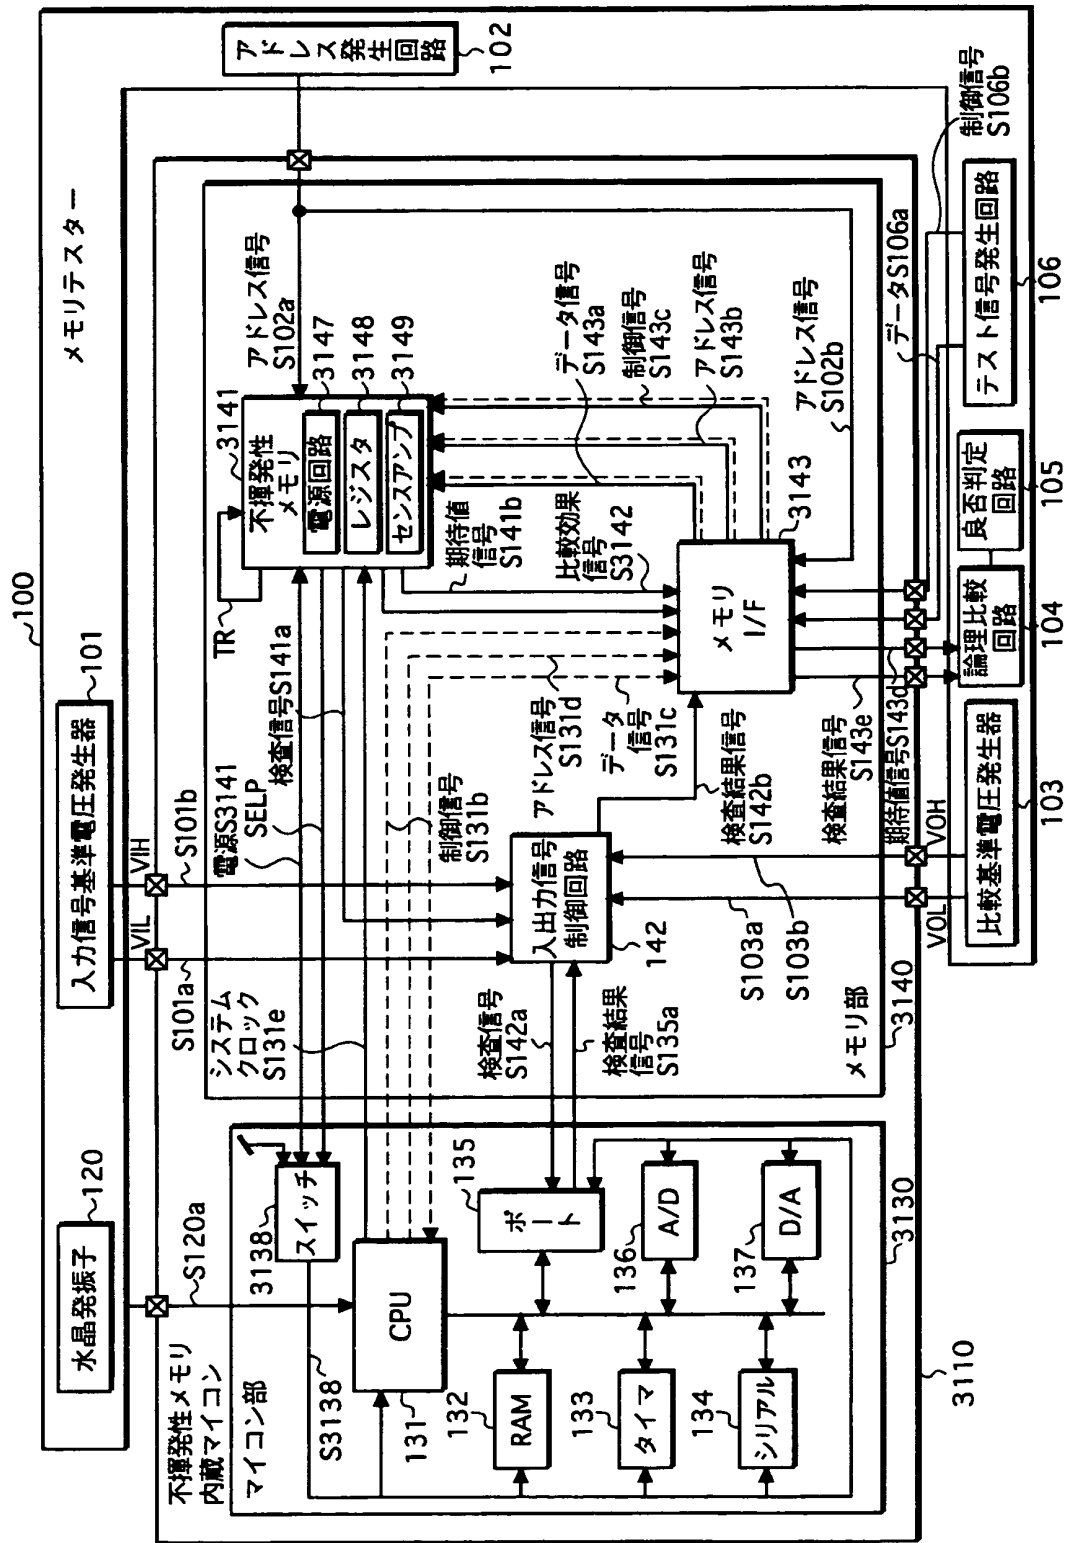 100
メモリテスター
水晶発振子
120
入力信号基準電圧発生器
101
アドレス発生回路
102
不揮発性メモリ
内蔵マイコン
マイコン部
S120a
VIL
VIH
S101a
S101b
システム
クロック
S131e
電源S3141
SELP
検査信号S141a
TR
3141
不揮発性
メモリ
電源回路
レジスタ
センスアンプ
アドレス信号
S102a
3147
3148
3149
3138
スイッチ
S3138
CPU
131
制御信号
S131b
アドレス信号
S131d
データ
信号
S131c
期待値
信号
S141b
比較効果
信号
S3142
データ信号
S143a
制御信号
S143c
アドレス信号
S143b
アドレス信号
S102b
135
ポート
検査信号
S142a
検査結果
信号
S135a
入出力信号
制御回路
142
検査結果信号
S142b
メモリ
I/F
3143
132
RAM
133
タイマ
134
シリアル
136
A/D
137
D/A
S103a
S103b
メモリ部
3140
3130
3110
検査結果信号
S143e
期待値信号S143d
データS106a
制御信号
S106b
VOL
VOH
比較基準電圧発生器
103
論理比較
回路
104
良否判定
回路
105
テスト信号発生回路
106